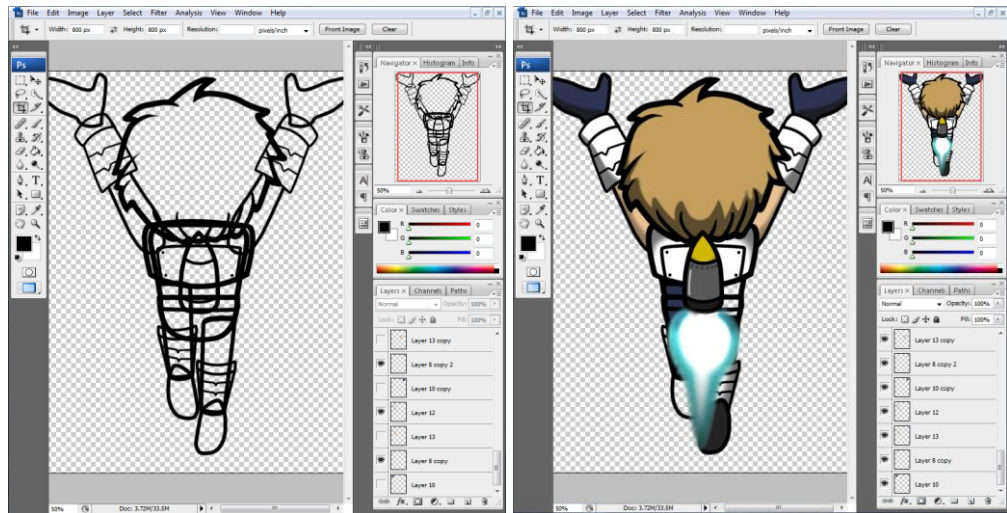 File Edit Image Layer Select Filter Analysis View Window Help
Width: 800 px Height: 800 px Resolution: pixels/inch Front Image Clear
Ps
Navigator × Histogram Info
50%
Color × Swatches Styles
R 0
G 0
B 0
Layers × Channels Paths
Normal Opacity: 100%
Lock: Fill: 100%
Layer 13 copy
Layer 8 copy 2
Layer 10 copy
Layer 12
Layer 13
Layer 6 copy
Layer 10
50% Doc: 3.72M/33.5M
File Edit Image Layer Select Filter Analysis View Window Help
Width: 800 px Height: 800 px Resolution: pixels/inch Front Image Clear
Ps
Navigator × Histogram Info
50%
Color × Swatches Styles
R 0
G 0
B 0
Layers × Channels Paths
Normal Opacity: 100%
Lock: Fill: 100%
Layer 13 copy
Layer 8 copy 2
Layer 10 copy
Layer 12
Layer 13
Layer 6 copy
Layer 10
50% Doc: 3.72M/33.5M